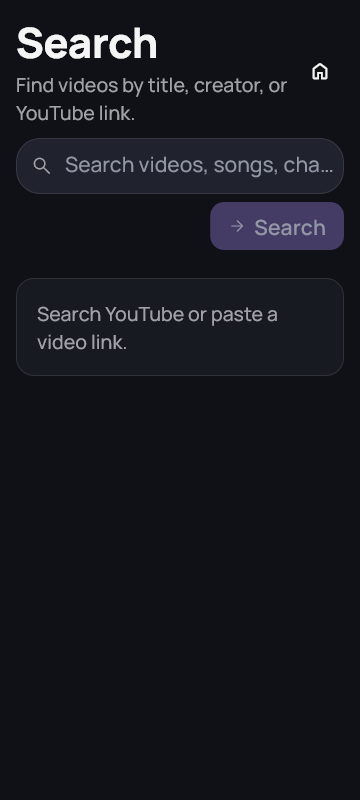 Search
Find videos by title, creator, or
YouTube link.
Search videos, songs, cha…
Search
Search YouTube or paste a
video link.